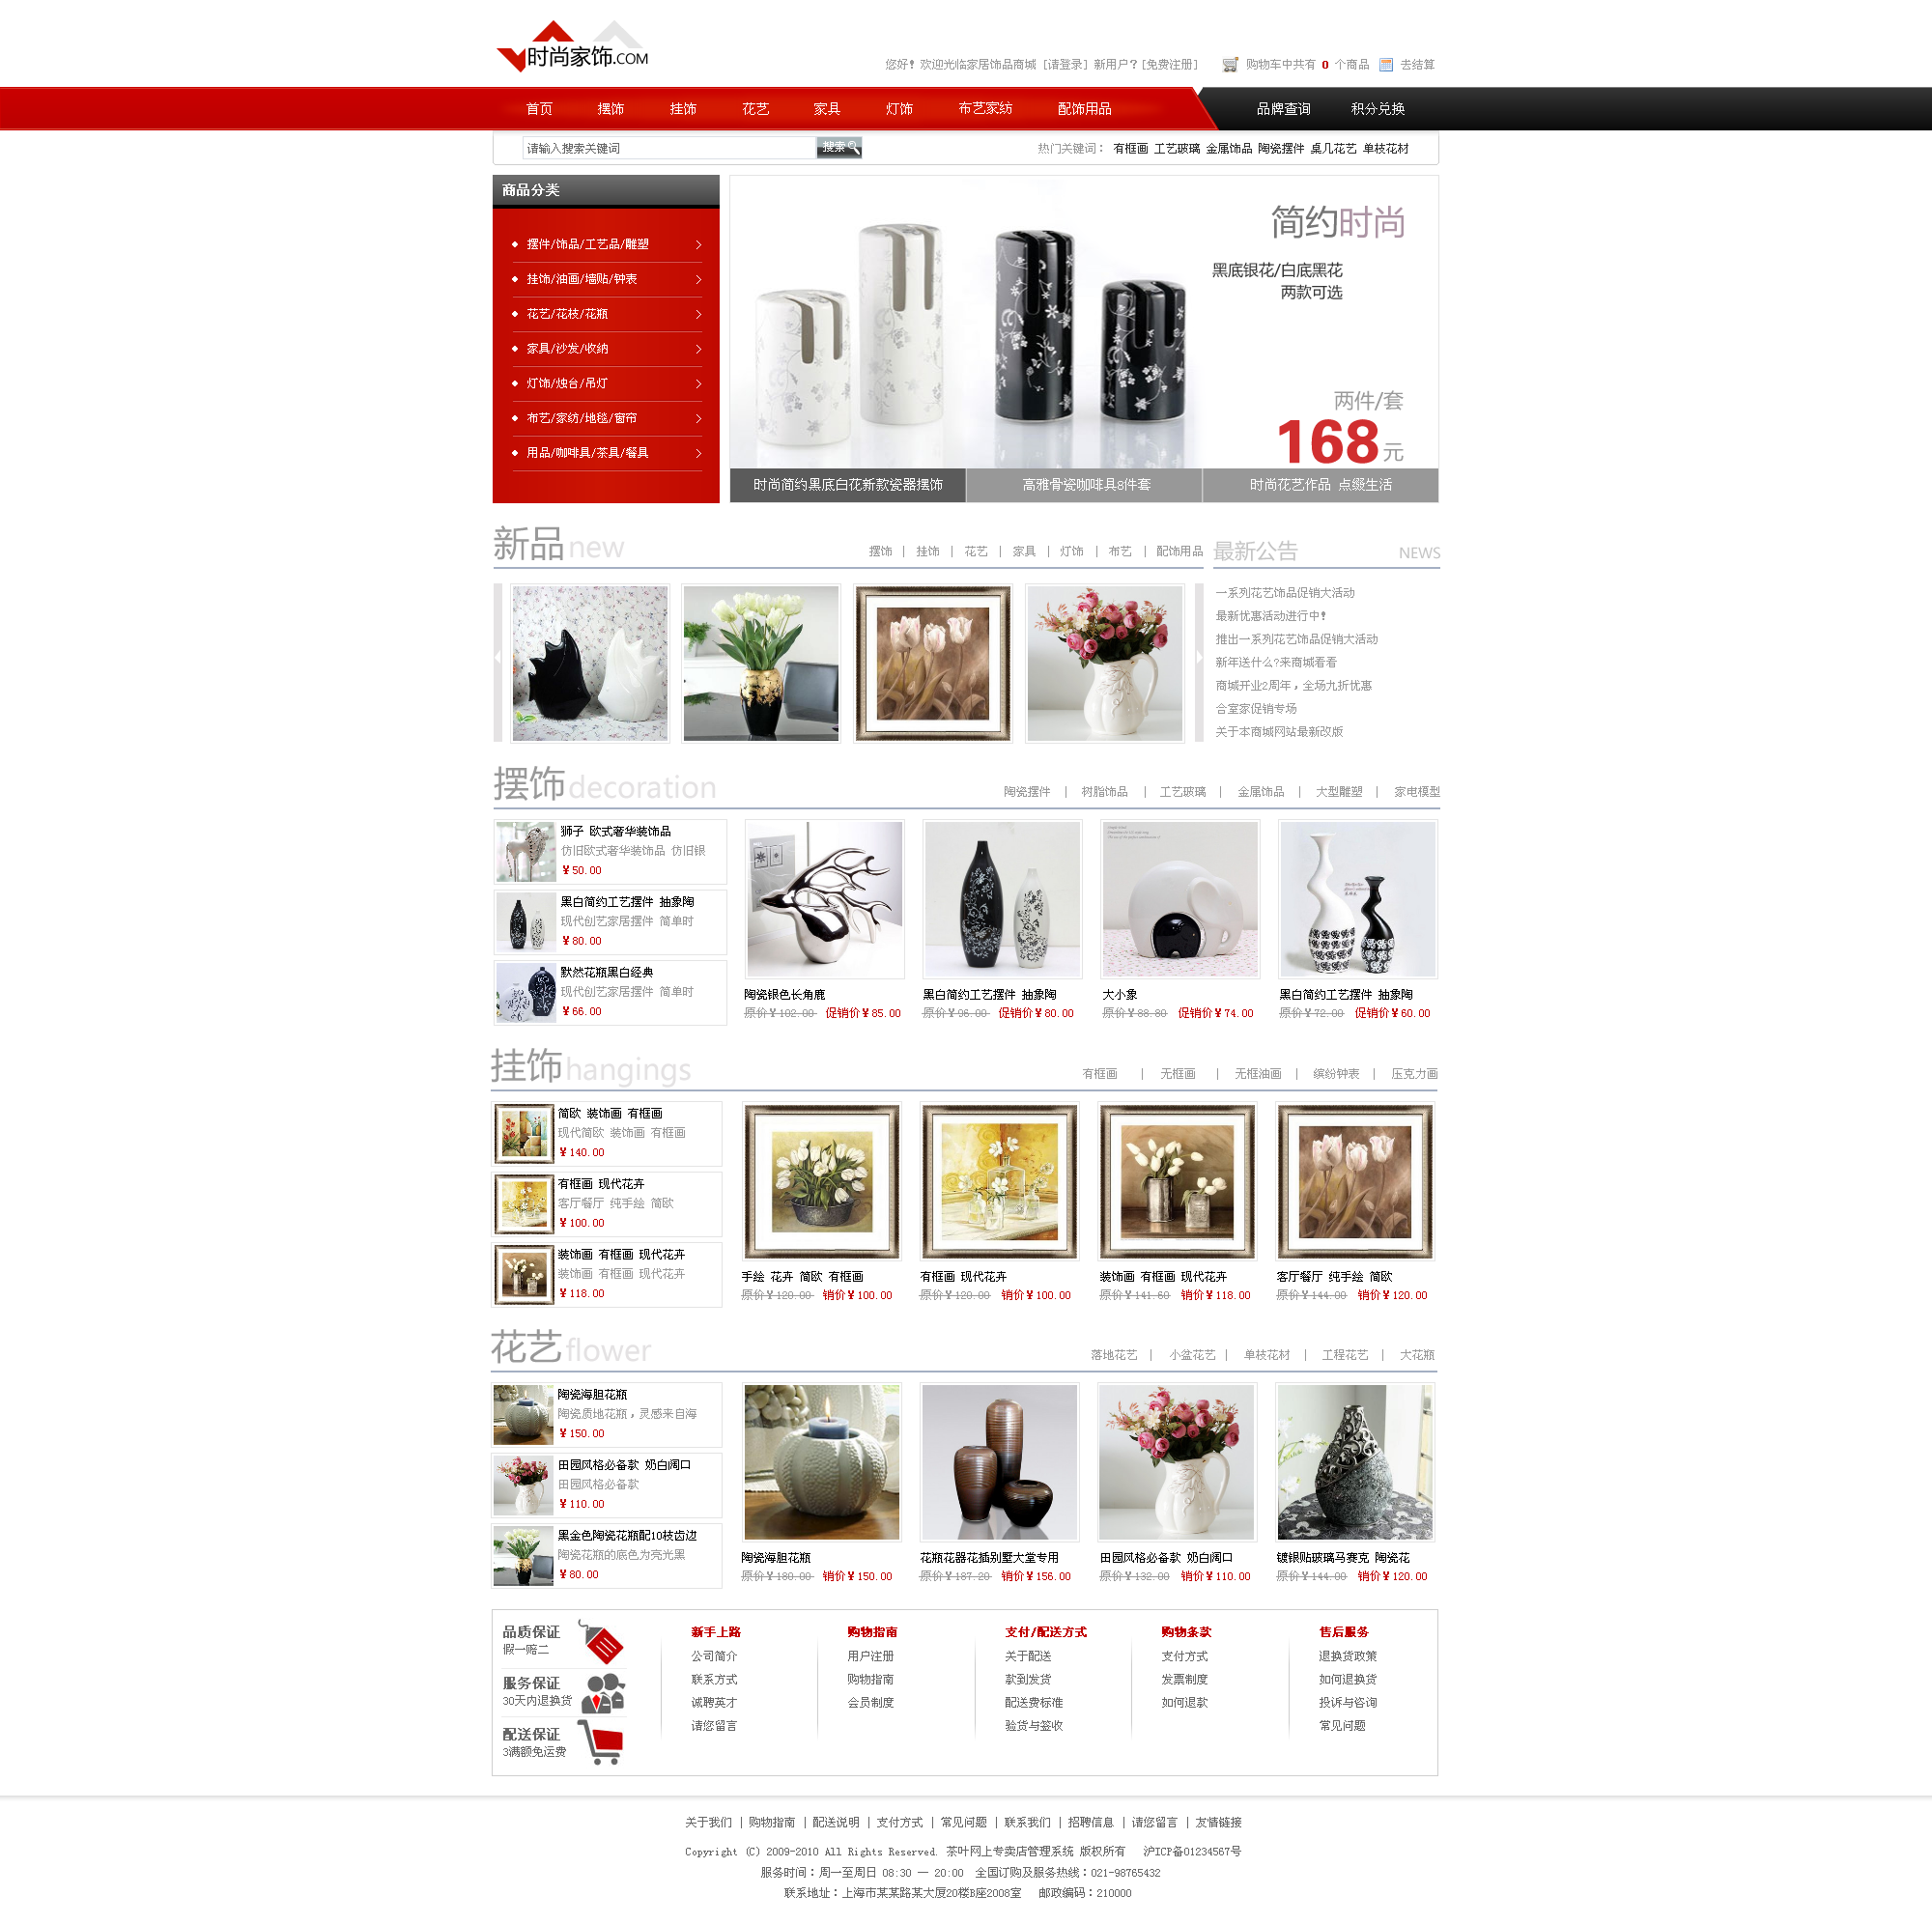 时尚家饰.COM
您好！欢迎光临家居饰品商城 [请登录] 新用户？[免费注册] 购物车中共有 0 个商品 去结算
首页 摆饰 挂饰 花艺 家具 灯饰 布艺家纺 配饰用品 品牌查询 积分兑换
请输入搜索关键词 搜索 热门关键词： 有框画 工艺玻璃 金属饰品 陶瓷摆件 桌几花艺 单枝花材
商品分类
摆件/饰品/工艺品/雕塑
挂饰/油画/墙贴/钟表
花艺/花枝/花瓶
家具/沙发/收纳
灯饰/烛台/吊灯
布艺/家纺/地毯/窗帘
用品/咖啡具/茶具/餐具
简约时尚
黑底银花/白底黑花
两款可选
两件/套
168元
时尚简约黑底白花新款瓷器摆饰 高雅骨瓷咖啡具8件套 时尚花艺作品 点缀生活
新品new 摆饰 | 挂饰 | 花艺 | 家具 | 灯饰 | 布艺 | 配饰用品
最新公告 NEWS
一系列花艺饰品促销大活动
最新优惠活动进行中！
推出一系列花艺饰品促销大活动
新年送什么?来商城看看
商城开业2周年，全场九折优惠
合室家促销专场
关于本商城网站最新改版
摆饰decoration 陶瓷摆件 | 树脂饰品 | 工艺玻璃 | 金属饰品 | 大型雕塑 | 家电模型
狮子 欧式奢华装饰品
仿旧欧式奢华装饰品 仿旧银
¥50.00
黑白简约工艺摆件 抽象陶
现代创艺家居摆件 简单时
¥80.00
默然花瓶黑白经典
现代创艺家居摆件 简单时
¥66.00
陶瓷银色长角鹿
原价¥102.00 促销价¥85.00
黑白简约工艺摆件 抽象陶
原价¥96.00 促销价¥80.00
大小象
原价¥88.80 促销价¥74.00
黑白简约工艺摆件 抽象陶
原价¥72.00 促销价¥60.00
挂饰hangings 有框画 | 无框画 | 无框油画 | 缤纷钟表 | 压克力画
简欧 装饰画 有框画
现代简欧 装饰画 有框画
¥140.00
有框画 现代花卉
客厅餐厅 纯手绘 简欧
¥100.00
装饰画 有框画 现代花卉
装饰画 有框画 现代花卉
¥118.00
手绘 花卉 简欧 有框画
原价¥120.00 销价¥100.00
有框画 现代花卉
原价¥120.00 销价¥100.00
装饰画 有框画 现代花卉
原价¥141.60 销价¥118.00
客厅餐厅 纯手绘 简欧
原价¥144.00 销价¥120.00
花艺flower 落地花艺 | 小盆花艺 | 单枝花材 | 工程花艺 | 大花瓶
陶瓷海胆花瓶
陶瓷质地花瓶，灵感来自海
¥150.00
田园风格必备款 奶白阔口
田园风格必备款
¥110.00
黑金色陶瓷花瓶配10枝齿边
陶瓷花瓶的底色为亮光黑
¥80.00
陶瓷海胆花瓶
原价¥180.00 销价¥150.00
花瓶花器花插别墅大堂专用
原价¥187.20 销价¥156.00
田园风格必备款 奶白阔口
原价¥132.00 销价¥110.00
镀银贴玻璃马赛克 陶瓷花
原价¥144.00 销价¥120.00
品质保证
假一赔二
服务保证
30天内退换货
配送保证
3满额免运费
新手上路
公司简介
联系方式
诚聘英才
请您留言
购物指南
用户注册
购物指南
会员制度
支付/配送方式
关于配送
款到发货
配送费标准
验货与签收
购物条款
支付方式
发票制度
如何退款
售后服务
退换货政策
如何退换货
投诉与咨询
常见问题
关于我们 | 购物指南 | 配送说明 | 支付方式 | 常见问题 | 联系我们 | 招聘信息 | 请您留言 | 友情链接
Copyright (C) 2009-2010 All Rights Reserved. 茶叶网上专卖店管理系统 版权所有 沪ICP备01234567号
服务时间：周一至周日 08:30 — 20:00 全国订购及服务热线：021-98765432
联系地址：上海市某某路某大厦20楼B座2008室 邮政编码：210000